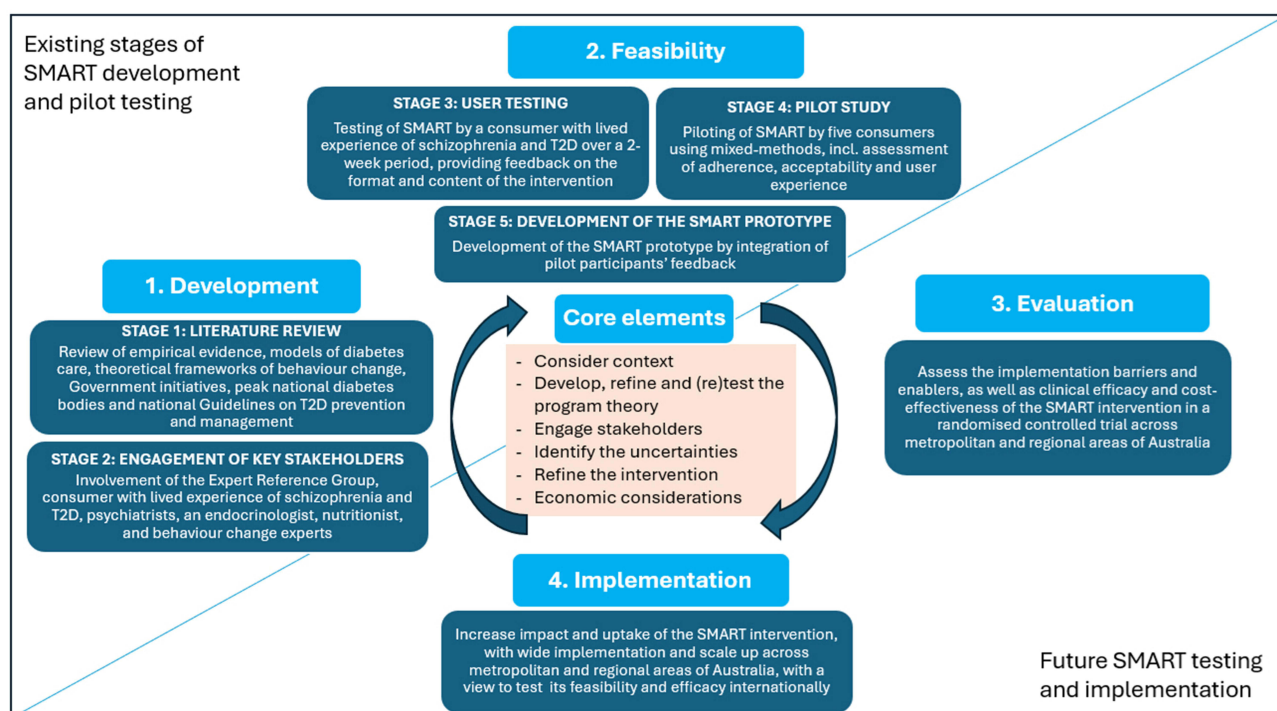 Existing stages of
SMART development
and pilot testing
2. Feasibility
STAGE 3: USER TESTING
Testing of SMART by a consumer with lived
experience of schizophrenia and T2D over a 2-
week period, providing feedback on the
format and content of the intervention
STAGE 4: PILOT STUDY
Piloting of SMART by five consumers
using mixed-methods, incl. assessment
of adherence, acceptability and user
experience
STAGE 5: DEVELOPMENT OF THE SMART PROTOTYPE
Development of the SMART prototype by integration of
pilot participants’ feedback
1. Development
STAGE 1: LITERATURE REVIEW
Review of empirical evidence, models of diabetes
care, theoretical frameworks of behaviour change,
Government initiatives, peak national diabetes
bodies and national Guidelines on T2D prevention
and management
STAGE 2: ENGAGEMENT OF KEY STAKEHOLDERS
Involvement of the Expert Reference Group,
consumer with lived experience of schizophrenia and
T2D, psychiatrists, an endocrinologist, nutritionist,
and behaviour change experts
Core elements
- Consider context
- Develop, refine and (re)test the
program theory
- Engage stakeholders
- Identify the uncertainties
- Refine the intervention
- Economic considerations
3. Evaluation
Assess the implementation barriers and
enablers, as well as clinical efficacy and cost-
effectiveness of the SMART intervention in a
randomised controlled trial across
metropolitan and regional areas of Australia
4. Implementation
Increase impact and uptake of the SMART intervention,
with wide implementation and scale up across
metropolitan and regional areas of Australia, with a
view to test its feasibility and efficacy internationally
Future SMART testing
and implementation